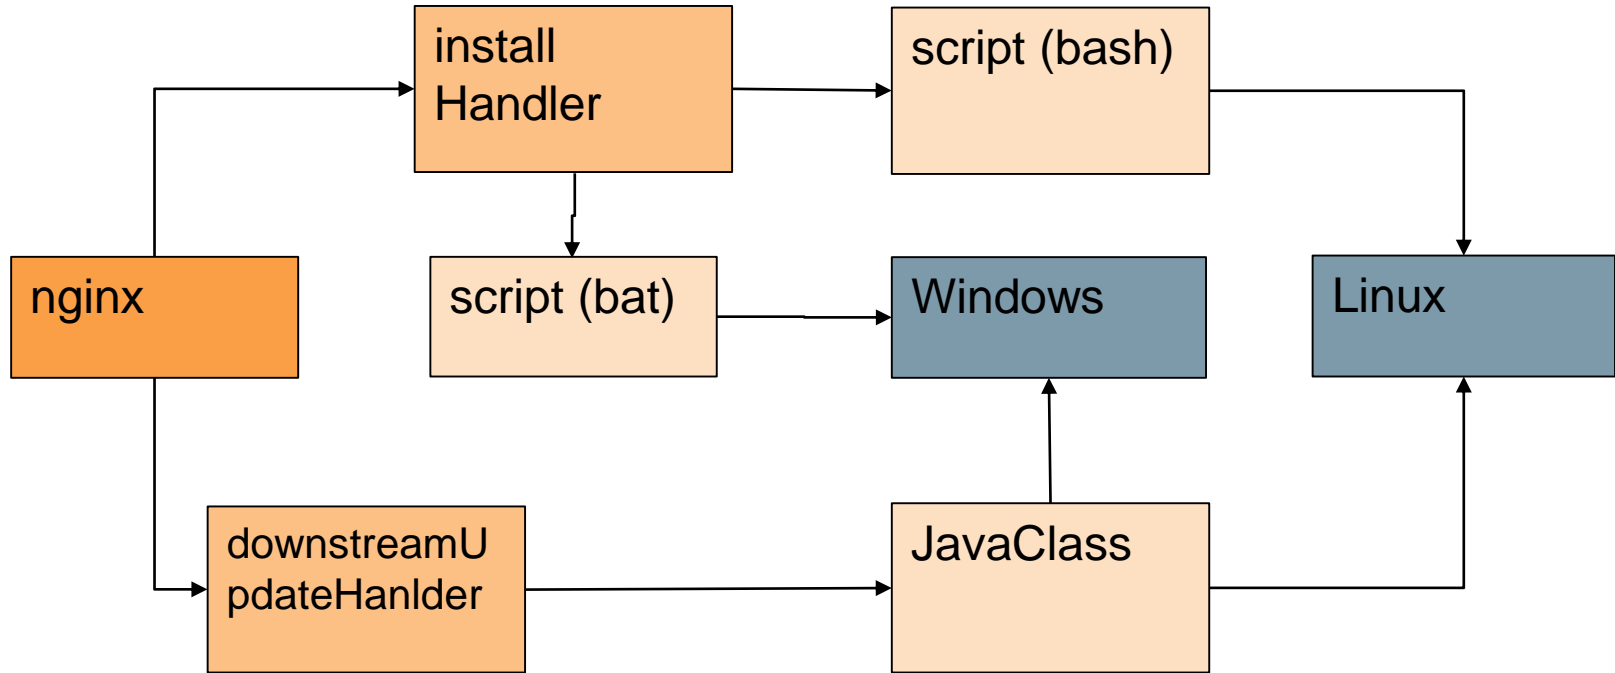 install
Handler
script (bash)
nginx
script (bat)
Windows
Linux
downstreamU
pdateHanlder
JavaClass